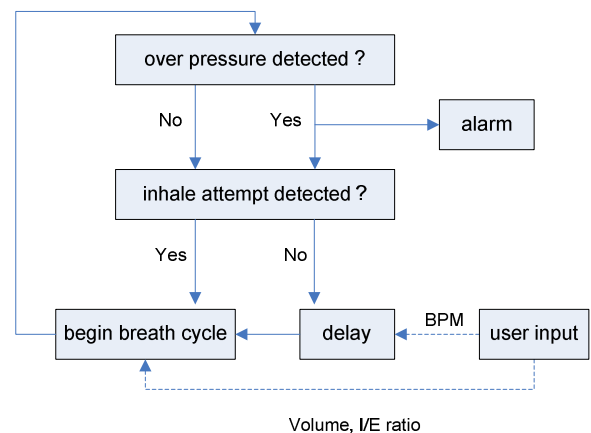 over pressure detected ?
No
Yes
alarm
inhale attempt detected ?
Yes
No
begin breath cycle
delay
BPM
user input
Volume, I/E ratio